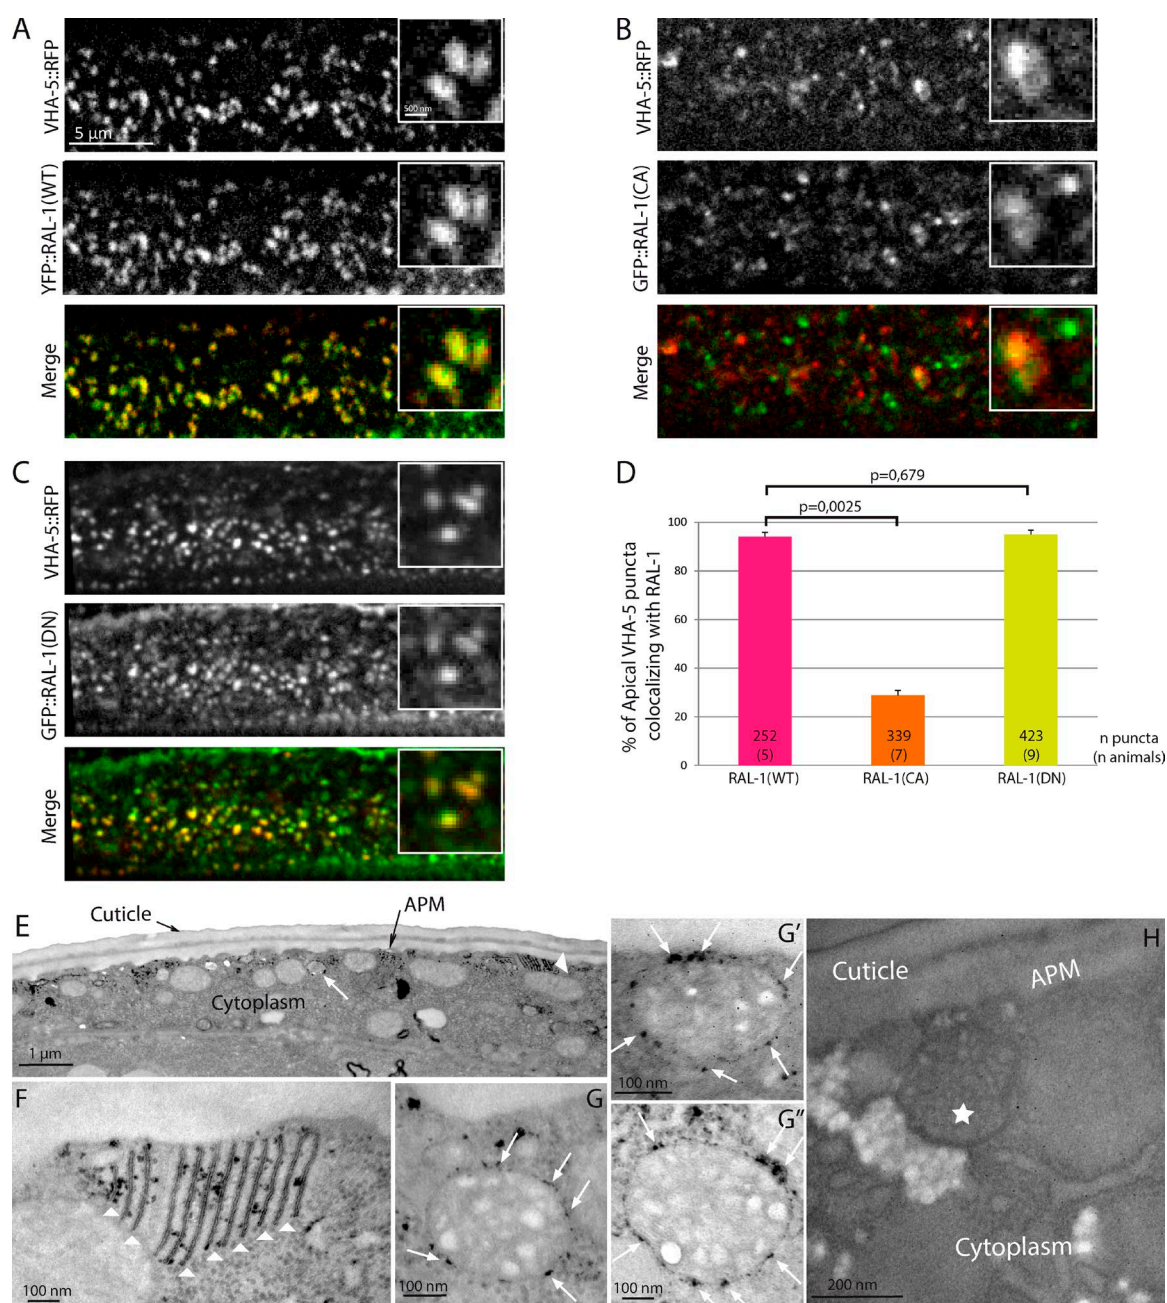 A
VHA-5::RFP
5 μm
500 nm
YFP::RAL-1(WT)
Merge
B
VHA-5::RFP
GFP::RAL-1(CA)
Merge
C
VHA-5::RFP
GFP::RAL-1(DN)
Merge
D
p=0,679
p=0,0025
% of Apical VHA-5 puncta
colocalizing with RAL-1
100
80
60
40
20
0
252
(5)
339
(7)
423
(9)
n puncta
(n animals)
RAL-1(WT)
RAL-1(CA)
RAL-1(DN)
E
Cuticle
APM
Cytoplasm
1 μm
F
100 nm
G
100 nm
G'
100 nm
G"
100 nm
H
Cuticle
APM
Cytoplasm
200 nm